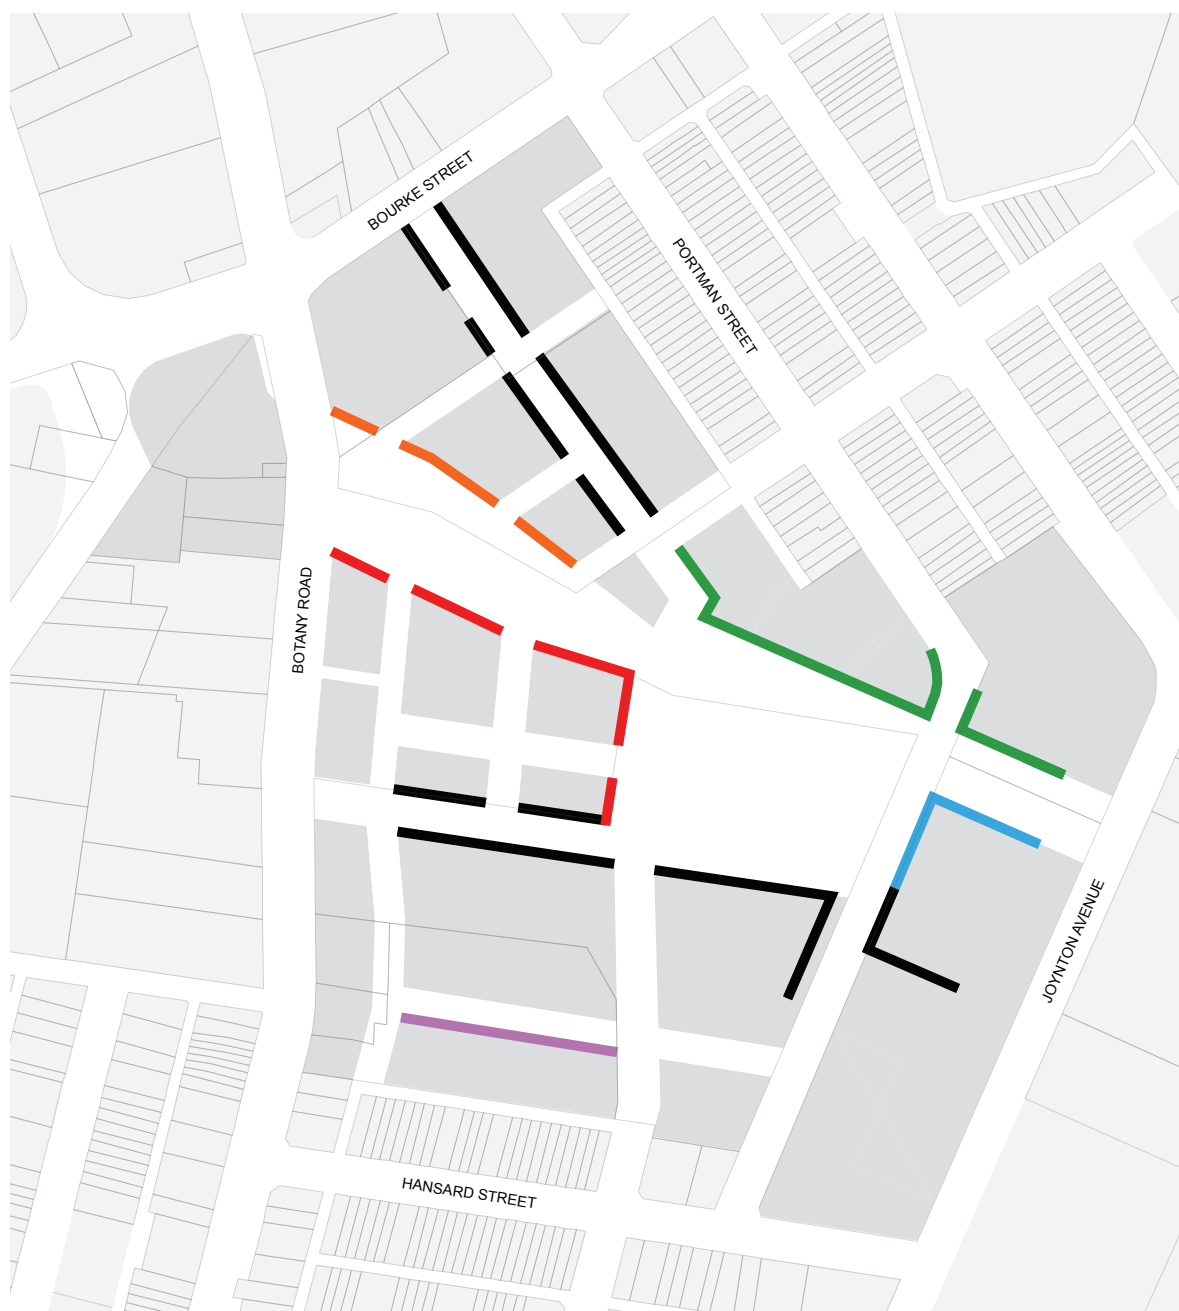 BOURKE STREET
PORTMAN STREET
BOTANY ROAD
JOYNTON AVENUE
HANSARD STREET